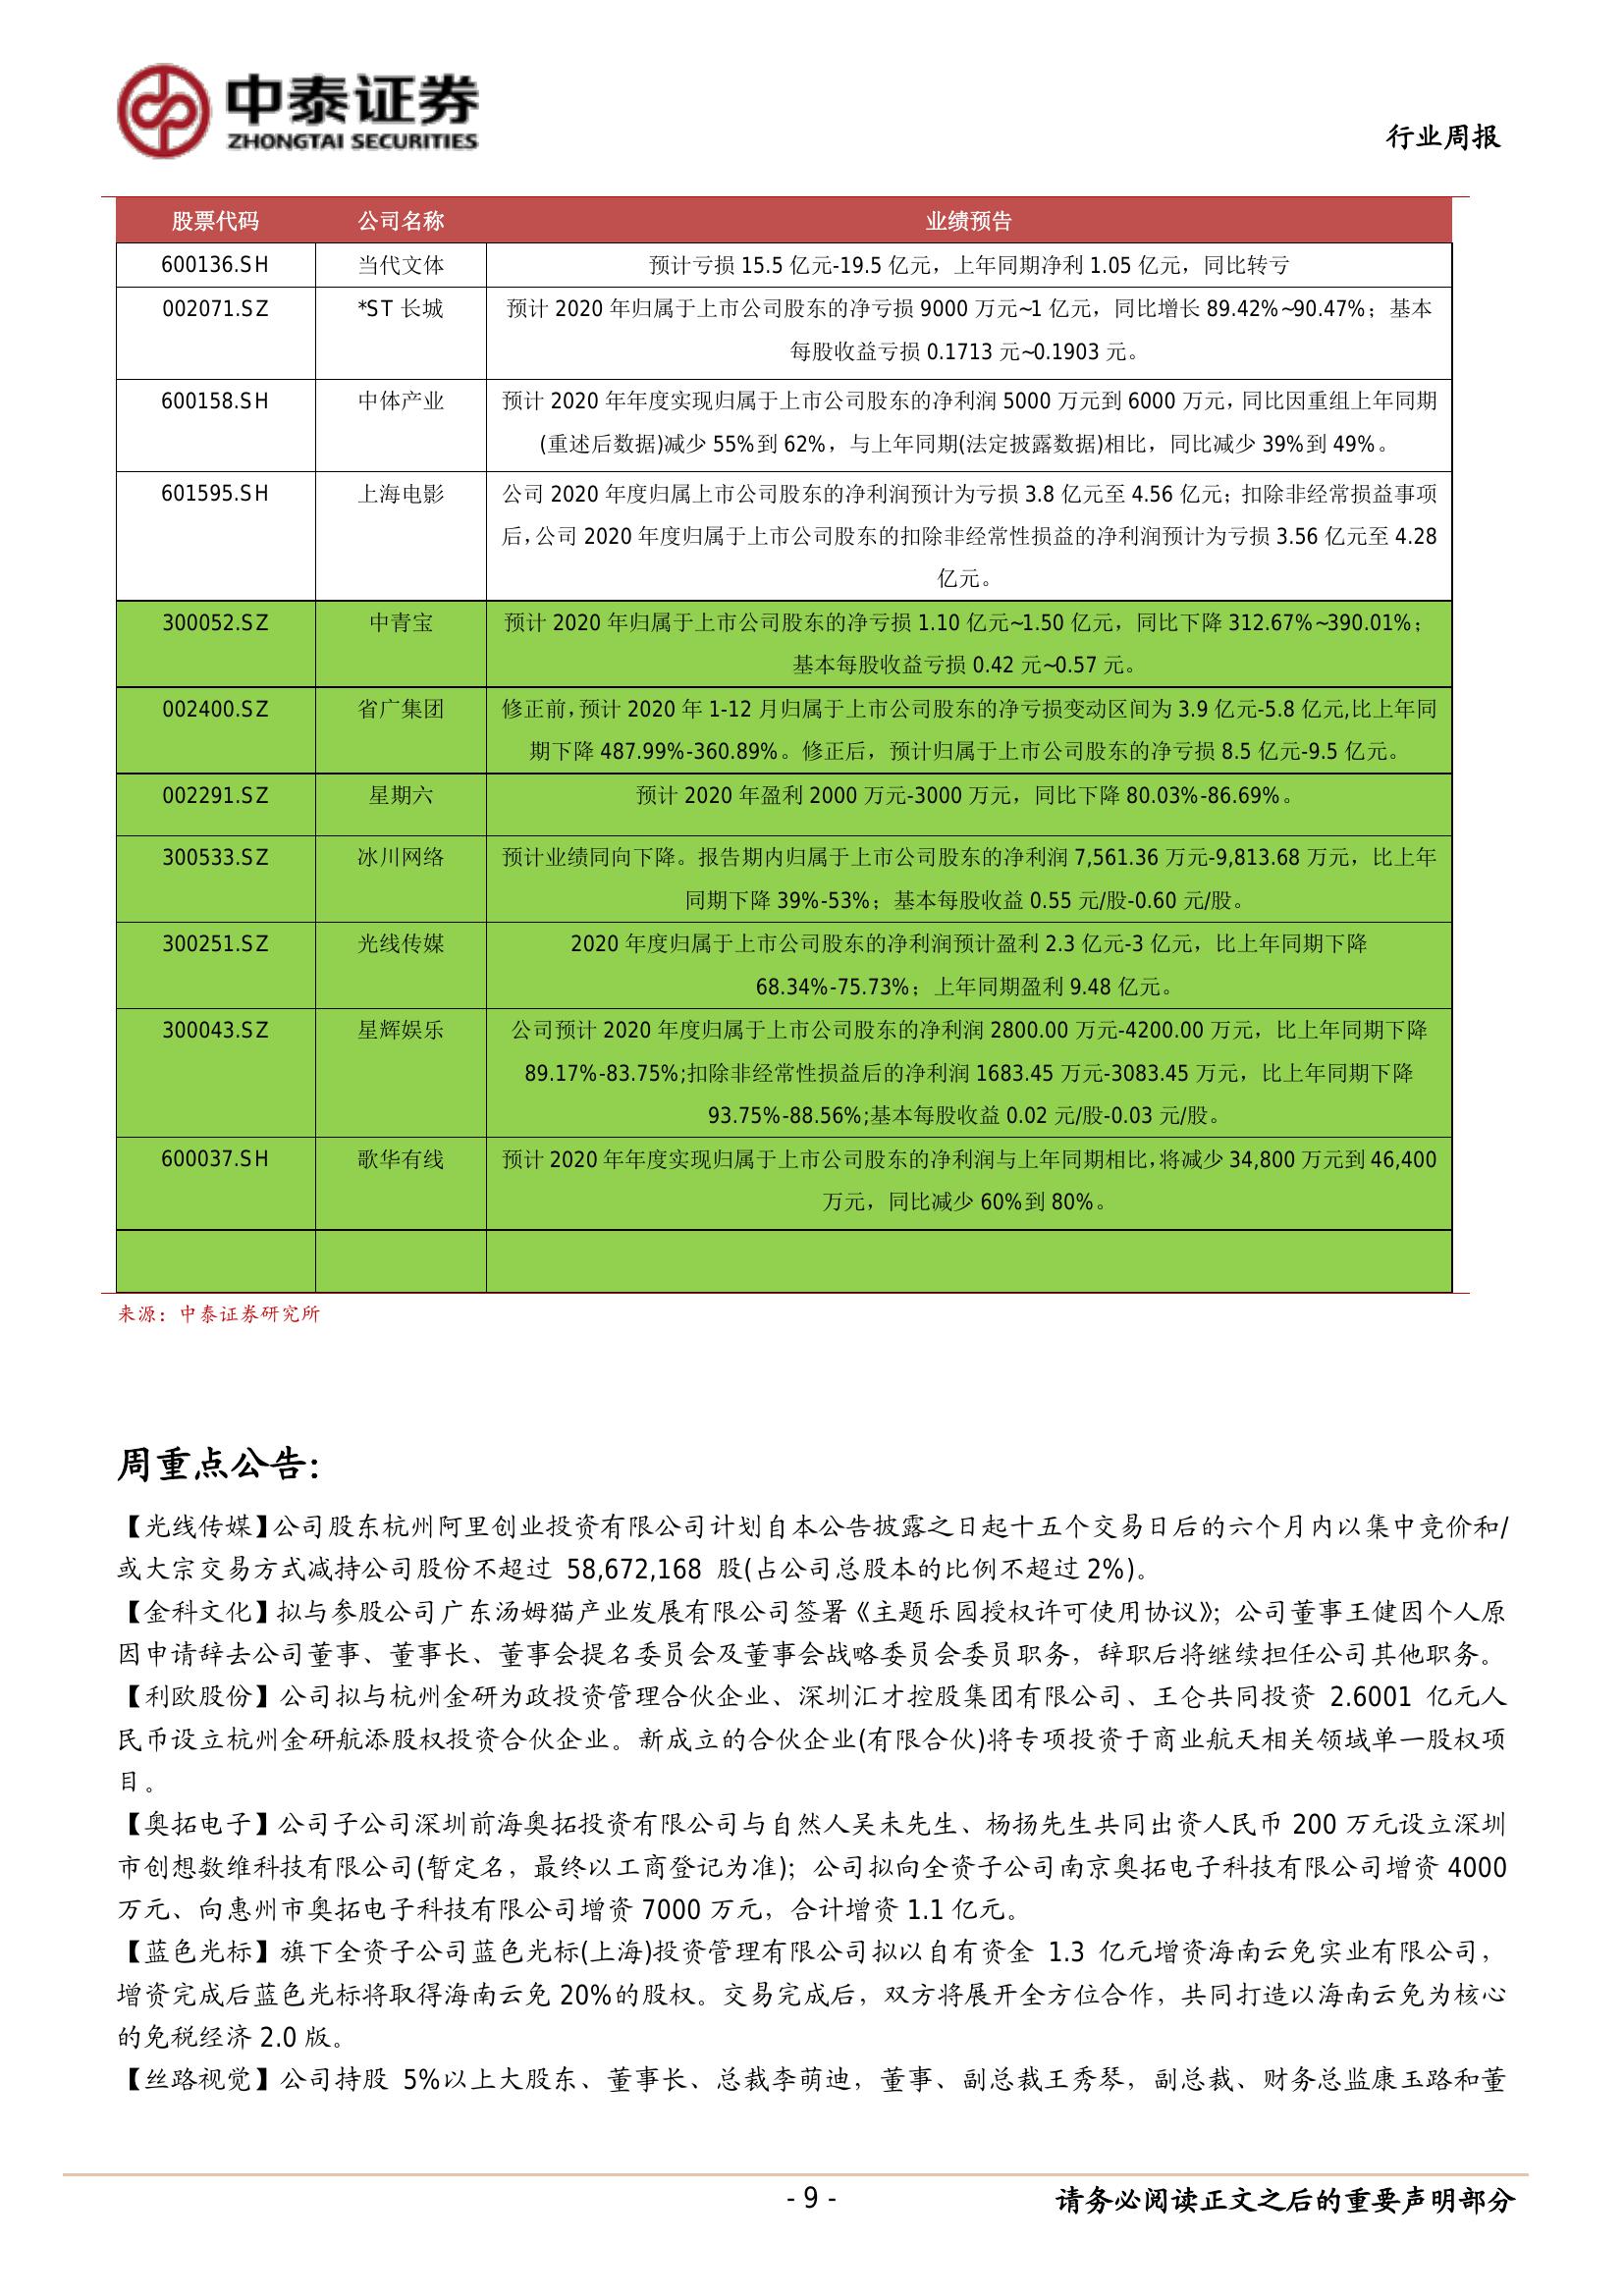 中泰证券
ZHONGTAI SECURITIES
行业周报
股票代码 公司名称 业绩预告
600136.SH 当代文体 预计亏损 15.5 亿元-19.5 亿元，上年同期净利 1.05 亿元，同比转亏
002071.SZ *ST 长城 预计 2020 年归属于上市公司股东的净亏损 9000 万元~1 亿元，同比增长 89.42%~90.47%；基本
每股收益亏损 0.1713 元~0.1903 元。
600158.SH 中体产业 预计 2020 年年度实现归属于上市公司股东的净利润 5000 万元到 6000 万元，同比因重组上年同期
(重述后数据)减少 55%到 62%，与上年同期(法定披露数据)相比，同比减少 39%到 49%。
601595.SH 上海电影 公司 2020 年度归属上市公司股东的净利润预计为亏损 3.8 亿元至 4.56 亿元；扣除非经常损益事项
后，公司 2020 年度归属于上市公司股东的扣除非经常性损益的净利润预计为亏损 3.56 亿元至 4.28
亿元。
300052.SZ 中青宝 预计 2020 年归属于上市公司股东的净亏损 1.10 亿元~1.50 亿元，同比下降 312.67%~390.01%；
基本每股收益亏损 0.42 元~0.57 元。
002400.SZ 省广集团 修正前，预计 2020 年 1-12 月归属于上市公司股东的净亏损变动区间为 3.9 亿元-5.8 亿元,比上年同
期下降 487.99%-360.89%。修正后，预计归属于上市公司股东的净亏损 8.5 亿元-9.5 亿元。
002291.SZ 星期六 预计 2020 年盈利 2000 万元-3000 万元，同比下降 80.03%-86.69%。
300533.SZ 冰川网络 预计业绩同向下降。报告期内归属于上市公司股东的净利润 7,561.36 万元-9,813.68 万元，比上年
同期下降 39%-53%；基本每股收益 0.55 元/股-0.60 元/股。
300251.SZ 光线传媒 2020 年度归属于上市公司股东的净利润预计盈利 2.3 亿元-3 亿元，比上年同期下降
68.34%-75.73%；上年同期盈利 9.48 亿元。
300043.SZ 星辉娱乐 公司预计 2020 年度归属于上市公司股东的净利润 2800.00 万元-4200.00 万元，比上年同期下降
89.17%-83.75%;扣除非经常性损益后的净利润 1683.45 万元-3083.45 万元，比上年同期下降
93.75%-88.56%;基本每股收益 0.02 元/股-0.03 元/股。
600037.SH 歌华有线 预计 2020 年年度实现归属于上市公司股东的净利润与上年同期相比，将减少 34,800 万元到 46,400
万元，同比减少 60%到 80%。
来源：中泰证券研究所
周重点公告：
【光线传媒】公司股东杭州阿里创业投资有限公司计划自本公告披露之日起十五个交易日后的六个月内以集中竞价和/
或大宗交易方式减持公司股份不超过 58,672,168 股(占公司总股本的比例不超过 2%)。
【金科文化】拟与参股公司广东汤姆猫产业发展有限公司签署《主题乐园授权许可使用协议》；公司董事王健因个人原
因申请辞去公司董事、董事长、董事会提名委员会及董事会战略委员会委员职务，辞职后将继续担任公司其他职务。
【利欧股份】公司拟与杭州金研为政投资管理合伙企业、深圳汇才控股集团有限公司、王仑共同投资 2.6001 亿元人
民币设立杭州金研航添股权投资合伙企业。新成立的合伙企业(有限合伙)将专项投资于商业航天相关领域单一股权项
目。
【奥拓电子】公司子公司深圳前海奥拓投资有限公司与自然人吴未先生、杨扬先生共同出资人民币 200 万元设立深圳
市创想数维科技有限公司(暂定名，最终以工商登记为准)；公司拟向全资子公司南京奥拓电子科技有限公司增资 4000
万元、向惠州市奥拓电子科技有限公司增资 7000 万元，合计增资 1.1 亿元。
【蓝色光标】旗下全资子公司蓝色光标(上海)投资管理有限公司拟以自有资金 1.3 亿元增资海南云免实业有限公司，
增资完成后蓝色光标将取得海南云免 20%的股权。交易完成后，双方将展开全方位合作，共同打造以海南云免为核心
的免税经济 2.0 版。
【丝路视觉】公司持股 5%以上大股东、董事长、总裁李萌迪，董事、副总裁王秀琴，副总裁、财务总监康玉路和董
- 9 -
请务必阅读正文之后的重要声明部分